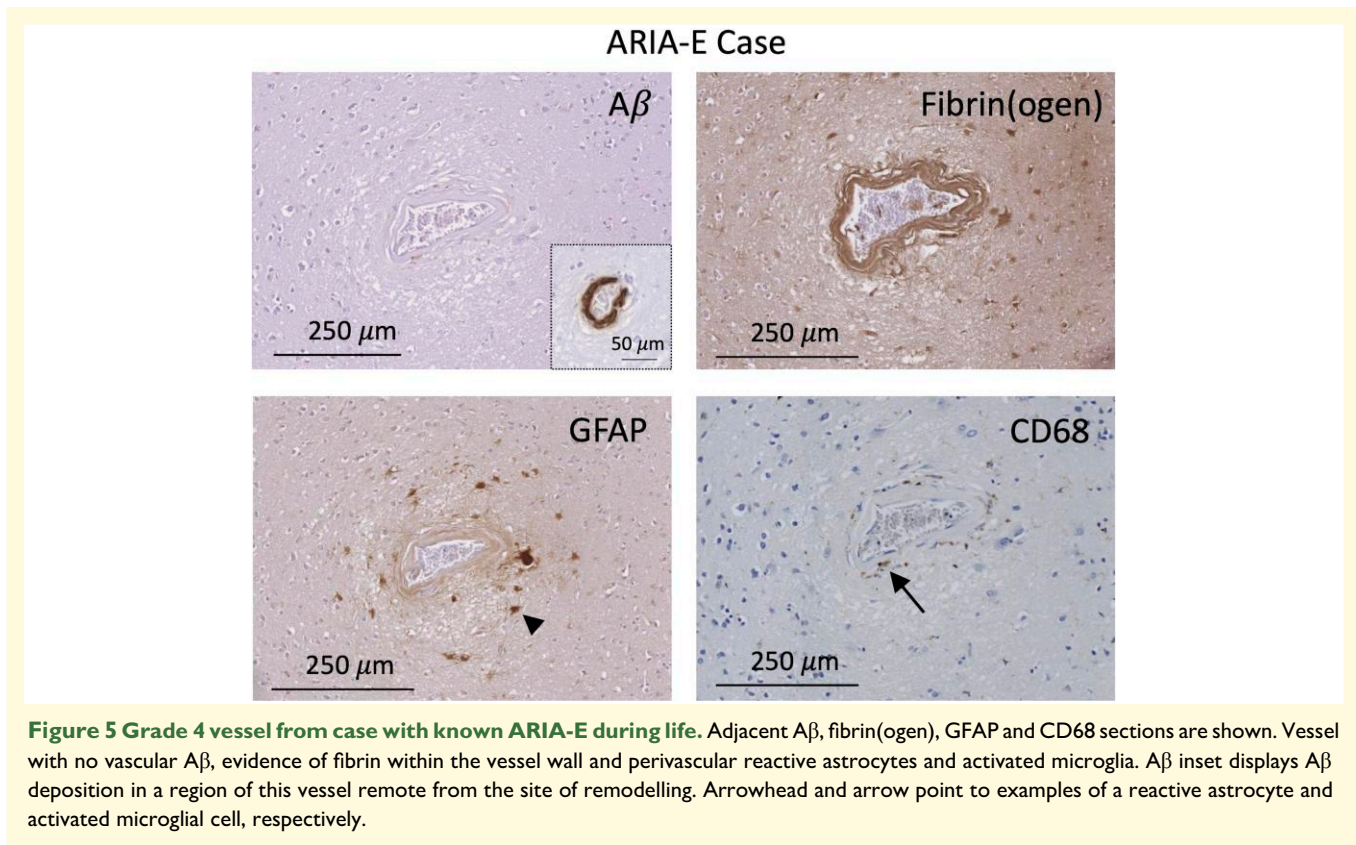 ARIA-E Case
Aβ
250 μm
50 μm
Fibrin(ogen)
250 μm
GFAP
250 μm
CD68
250 μm
Figure 5 Grade 4 vessel from case with known ARIA-E during life. Adjacent Aβ, fibrin(ogen), GFAP and CD68 sections are shown. Vessel
with no vascular Aβ, evidence of fibrin within the vessel wall and perivascular reactive astrocytes and activated microglia. Aβ inset displays Aβ
deposition in a region of this vessel remote from the site of remodelling. Arrowhead and arrow point to examples of a reactive astrocyte and
activated microglial cell, respectively.